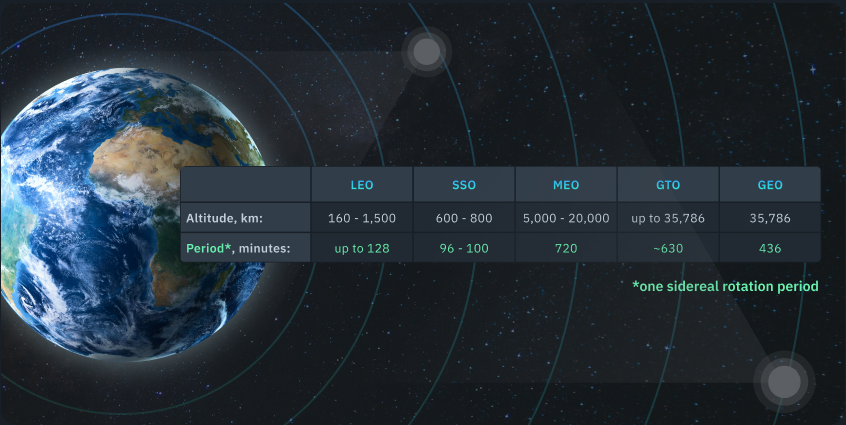 LEO SSO MEO GTO GEO
Altitude, km: 160 - 1,500 600 - 800 5,000 - 20,000 up to 35,786 35,786
Period*, minutes: up to 128 96 - 100 720 ~630 436
*one sidereal rotation period